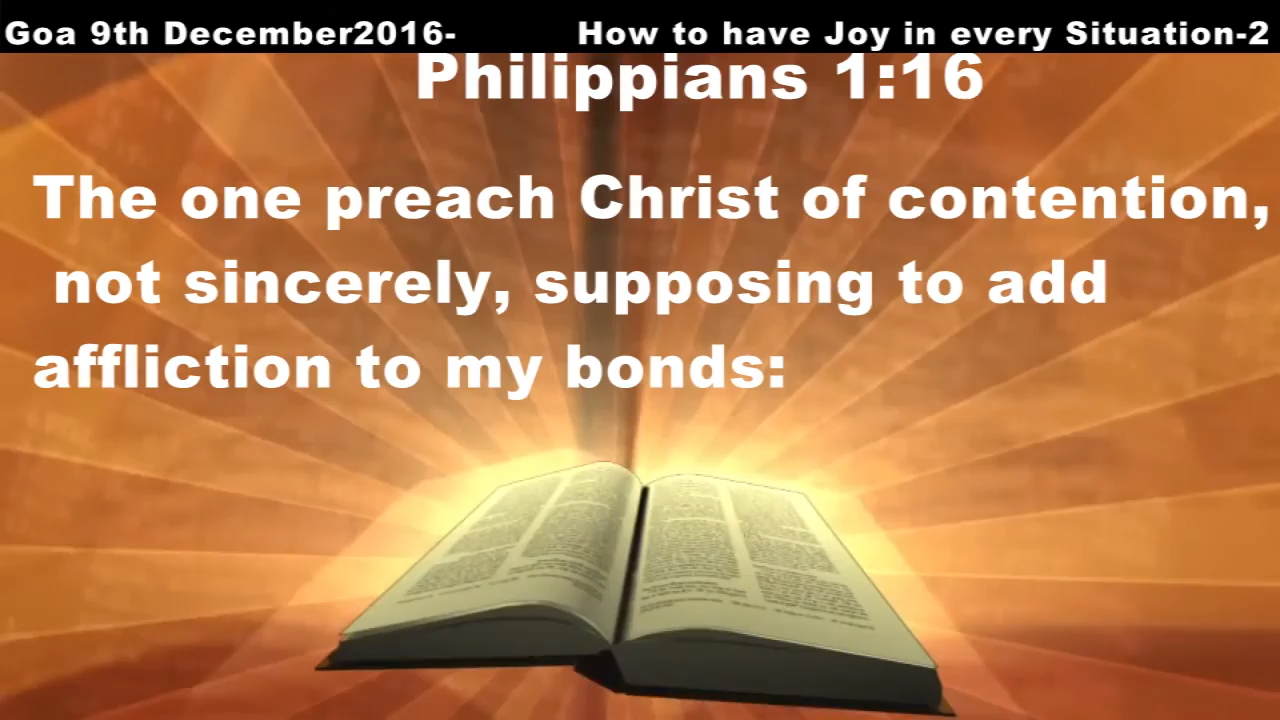 Goa 9th December2016- How to have Joy in every Situation-2
Philippians 1:16
The one preach Christ of contention,
not sincerely, supposing to add
affliction to my bonds: